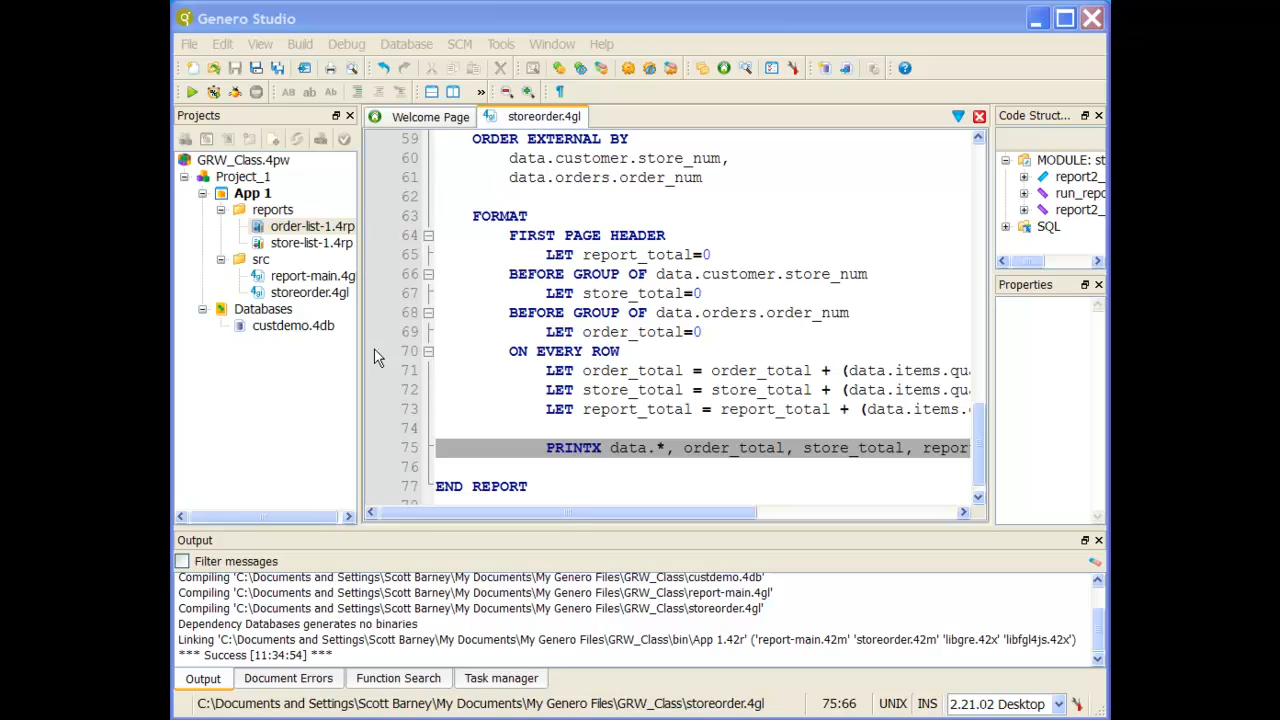 Genero Studio
File Edit View Build Debug Database SCM Tools Window Help
Projects
GRW_Class.4pw
Project_1
App 1
reports
order-list-1.4rp
store-list-1.4rp
src
report-main.4g
storeorder.4gl
Databases
custdemo.4db
Welcome Page
storeorder.4gl
59 ORDER EXTERNAL BY
60 data.customer.store_num,
61 data.orders.order_num
62
63 FORMAT
64 FIRST PAGE HEADER
65 LET report_total=0
66 BEFORE GROUP OF data.customer.store_num
67 LET store_total=0
68 BEFORE GROUP OF data.orders.order_num
69 LET order_total=0
70 ON EVERY ROW
71 LET order_total = order_total + (data.items.qu
72 LET store_total = store_total + (data.items.qu
73 LET report_total = report_total + (data.items.
74
75 PRINTX data.*, order_total, store_total, repor
76
77 END REPORT
Code Struct...
MODULE: st
report2_
run_repo
report2_
SQL
Properties
Output
Filter messages
Compiling 'C:\Documents and Settings\Scott Barney\My Documents\My Genero Files\GRW_Class\custdemo.4db'
Compiling 'C:\Documents and Settings\Scott Barney\My Documents\My Genero Files\GRW_Class\report-main.4gl'
Compiling 'C:\Documents and Settings\Scott Barney\My Documents\My Genero Files\GRW_Class\storeorder.4gl'
Dependency Databases generates no binaries
Linking 'C:\Documents and Settings\Scott Barney\My Documents\My Genero Files\GRW_Class\bin\App 1.42r' ('report-main.42m' 'storeorder.42m' 'libgre.42x' 'libfgl4js.42x')
*** Success [11:34:54] ***
Output Document Errors Function Search Task manager
C:\Documents and Settings\Scott Barney\My Documents\My Genero Files\GRW_Class\storeorder.4gl 75:66 UNIX INS 2.21.02 Desktop